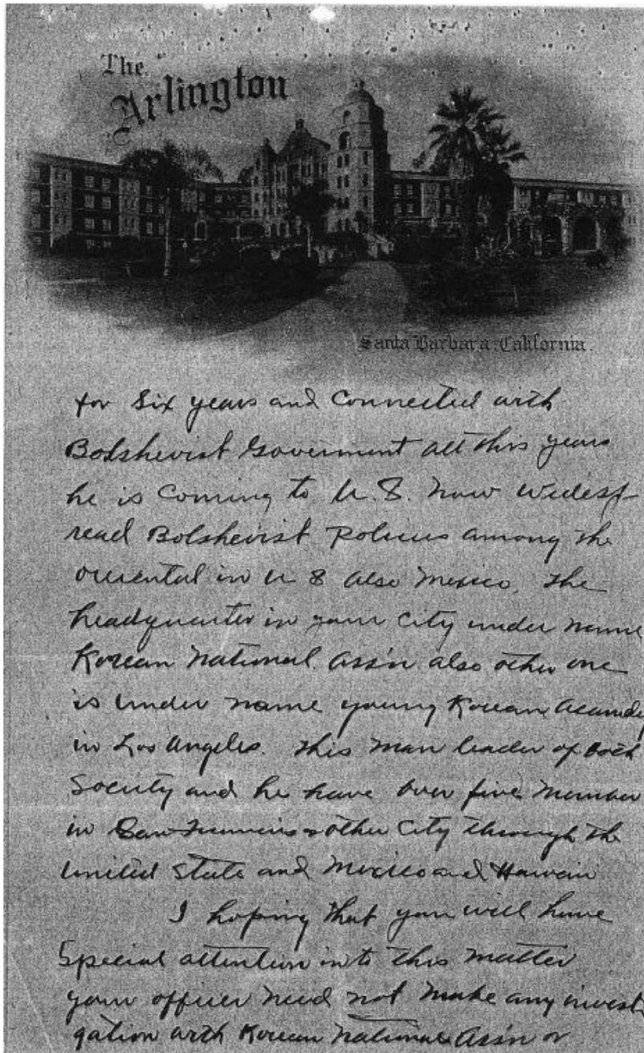 The
Arlington
Santa Barbara, California.
for Six years and Connected with
Bolshevist Goverment all this years
he is Coming to U.S. now widesp-
read Bolshevist Policies among the
oriental in U S also Mexico, The
headquarter in your City under name
Korean National Ass'n also other one
is under name young Korean Acamdy
in Los Angeles. This man leader of Both
Society and he have over five member
in San Francisco other City through the
United State and Mexico and Hawaii
I hoping that you will have
Special attention in to this matter
your officer need not make any investi
gation with Korean National Ass'n or